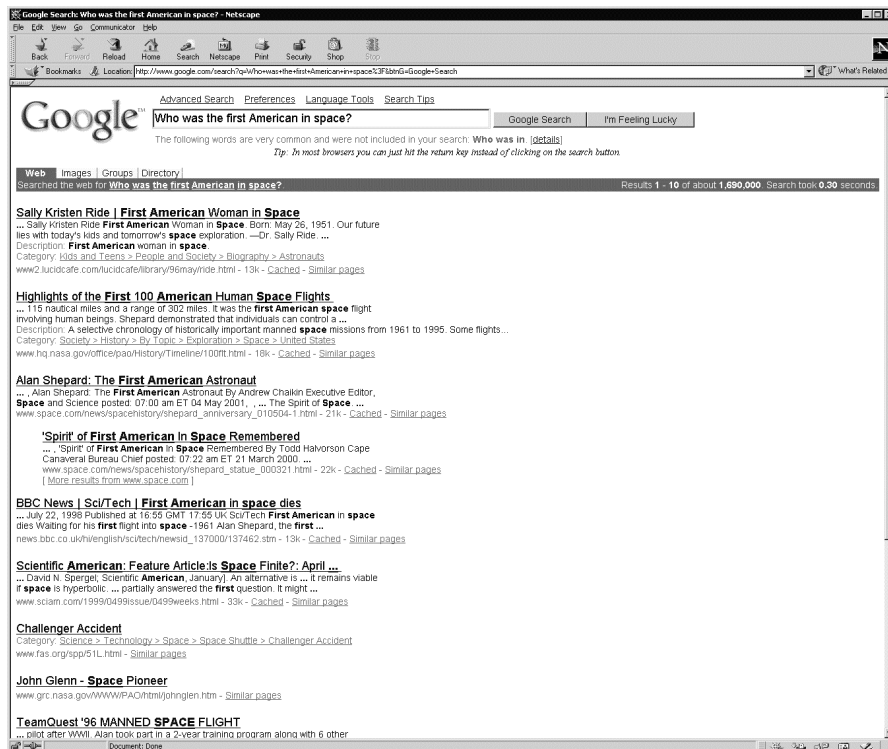 Google Search: Who was the first American in space? - Netscape
File Edit View Go Communicator Help
Back Forward Reload Home Search Netscape Print Security Shop Stop
Bookmarks Location: http://www.google.com/search?q=Who+was+the+first+American+in+space%3F&btnG=Google+Search What's Related
Advanced Search Preferences Language Tools Search Tips
Google™ Who was the first American in space? Google Search I'm Feeling Lucky
The following words are very common and were not included in your search: Who was in. [details]
Tip: In most browsers you can just hit the return key instead of clicking on the search button.
Web Images Groups Directory
Searched the web for Who was the first American in space?. Results 1 - 10 of about 1,690,000. Search took 0.30 seconds.
Sally Kristen Ride | First American Woman in Space
... Sally Kristen Ride First American Woman in Space. Born: May 26, 1951. Our future
lies with today's kids and tomorrow's space exploration. —Dr. Sally Ride. ...
Description: First American woman in space.
Category: Kids and Teens > People and Society > Biography > Astronauts
www2.lucidcafe.com/lucidcafe/library/96may/ride.html - 13k - Cached - Similar pages
Highlights of the First 100 American Human Space Flights
... 115 nautical miles and a range of 302 miles. It was the first American space flight
involving human beings. Shepard demonstrated that individuals can control a ...
Description: A selective chronology of historically important manned space missions from 1961 to 1995. Some flights...
Category: Society > History > By Topic > Exploration > Space > United States
www.hq.nasa.gov/office/pao/History/Timeline/100flt.html - 18k - Cached - Similar pages
Alan Shepard: The First American Astronaut
... , Alan Shepard: The First American Astronaut By Andrew Chaikin Executive Editor,
Space and Science posted: 07:00 am ET 04 May 2001, , ... The Spirit of Space. ...
www.space.com/news/spacehistory/shepard_anniversary_010504-1.html - 21k - Cached - Similar pages
'Spirit' of First American In Space Remembered
... , 'Spirit' of First American In Space Remembered By Todd Halvorson Cape
Canaveral Bureau Chief posted: 07:22 am ET 21 March 2000. ...
www.space.com/news/spacehistory/shepard_statue_000321.html - 22k - Cached - Similar pages
[ More results from www.space.com ]
BBC News | Sci/Tech | First American in space dies
... July 22, 1998 Published at 16:55 GMT 17:55 UK Sci/Tech First American in space
dies Waiting for his first flight into space -1961 Alan Shepard, the first ...
news.bbc.co.uk/hi/english/sci/tech/newsid_137000/137462.stm - 13k - Cached - Similar pages
Scientific American: Feature Article:Is Space Finite?: April ...
... David N. Spergel; Scientific American, January]. An alternative is ... it remains viable
if space is hyperbolic. ... partially answered the first question. It might ...
www.sciam.com/1999/0499issue/0499weeks.html - 33k - Cached - Similar pages
Challenger Accident
Category: Science > Technology > Space > Space Shuttle > Challenger Accident
www.fas.org/spp/51L.html - Similar pages
John Glenn - Space Pioneer
www.grc.nasa.gov/WWW/PAO/html/johnglen.htm - Similar pages
TeamQuest '96 MANNED SPACE FLIGHT
... pilot after WWII. Alan took part in a 2-year training program along with 6 other
Document: Done